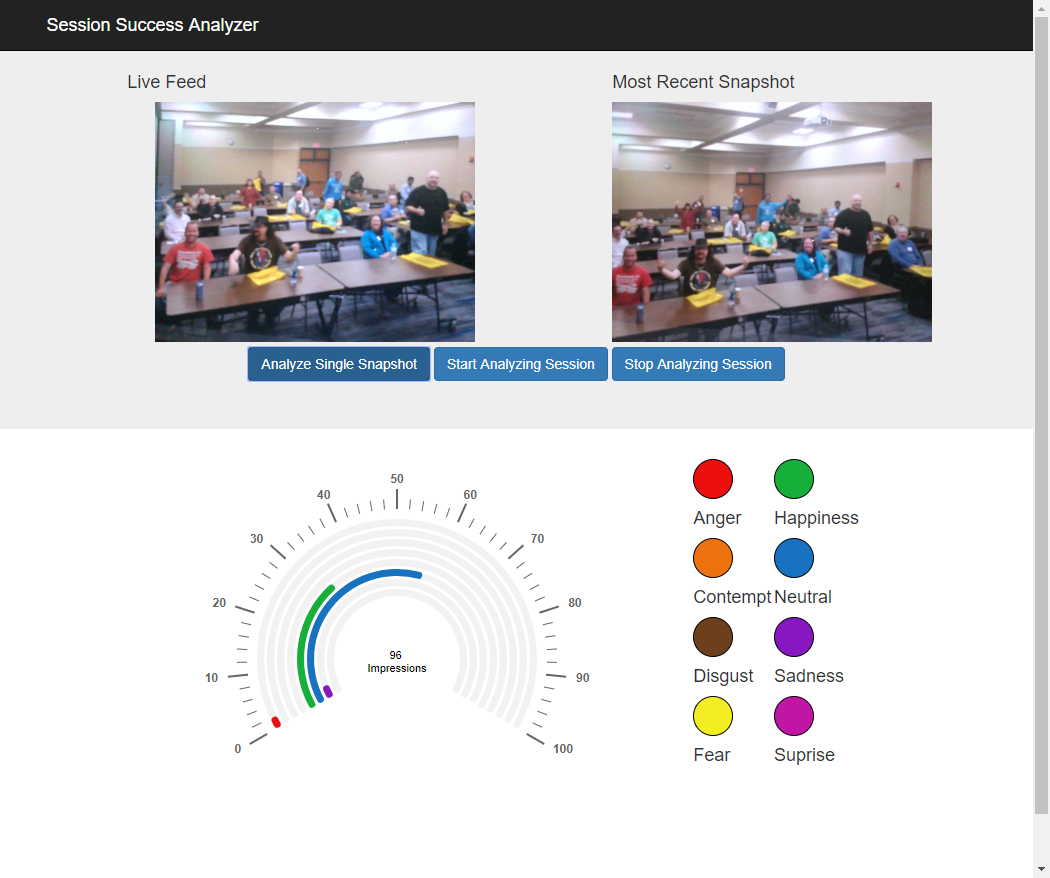 Session Success Analyzer
Live Feed
Most Recent Snapshot
Analyze Single Snapshot
Start Analyzing Session
Stop Analyzing Session
0
10
20
30
40
50
60
70
80
90
100
96
Impressions
Anger
Happiness
Contempt
Neutral
Disgust
Sadness
Fear
Suprise